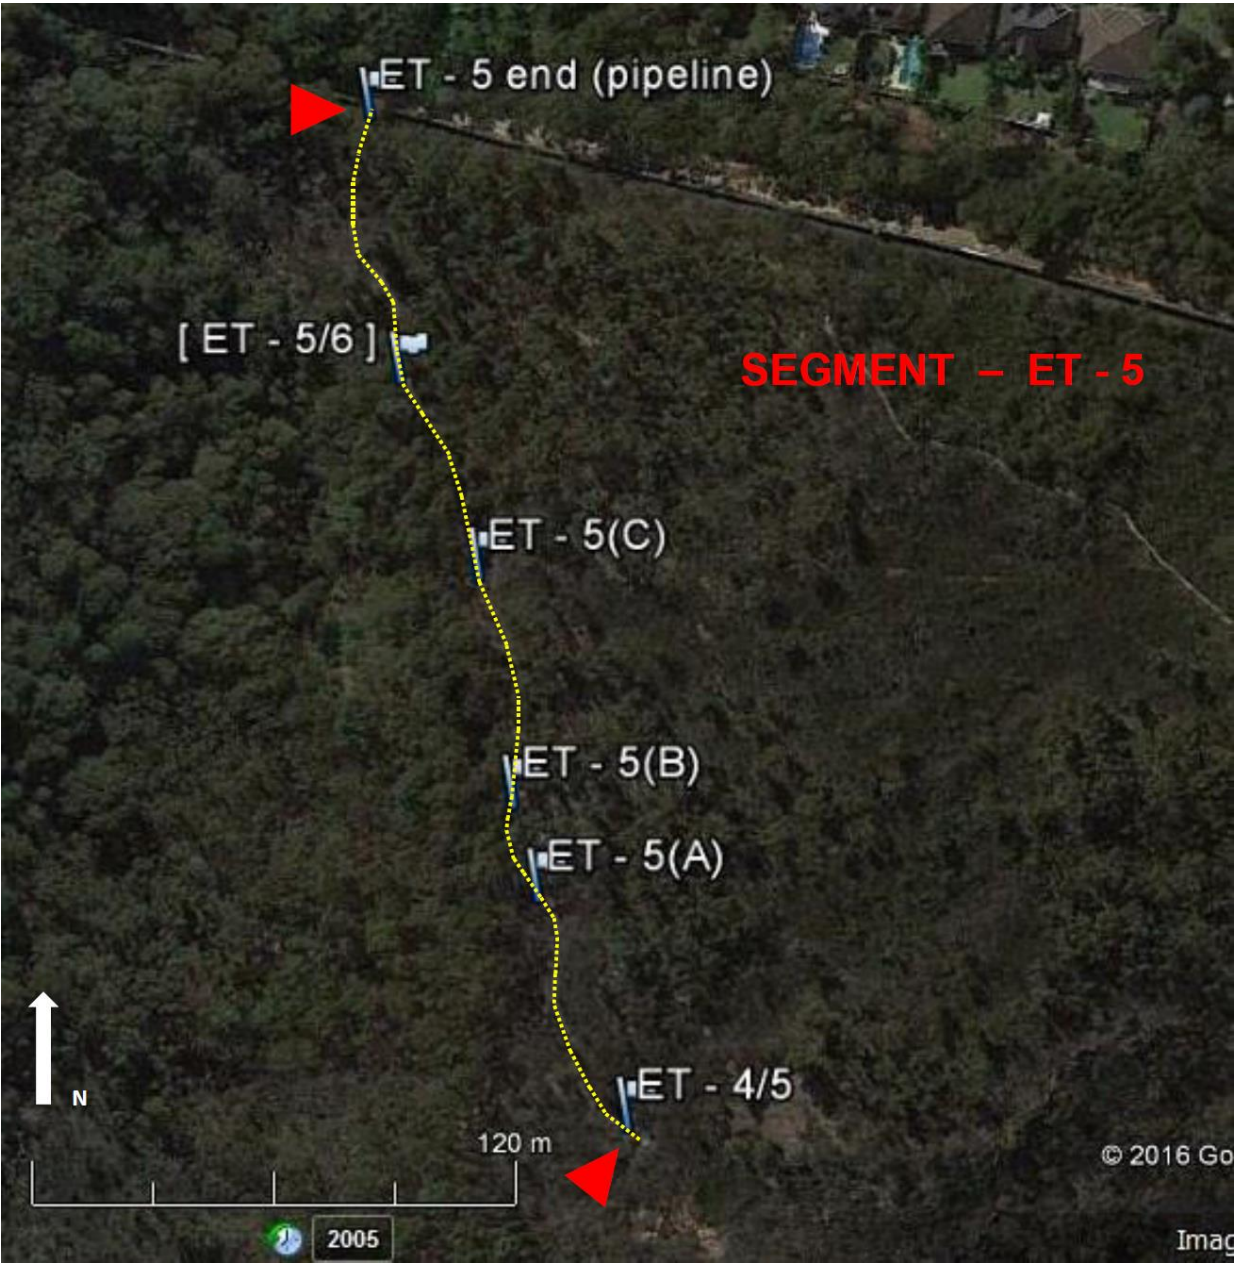 ET - 5 end (pipeline)
[ ET - 5/6 ]
SEGMENT – ET - 5
ET - 5(C)
ET - 5(B)
ET - 5(A)
N
ET - 4/5
120 m
© 2016 Go
2005
Imag